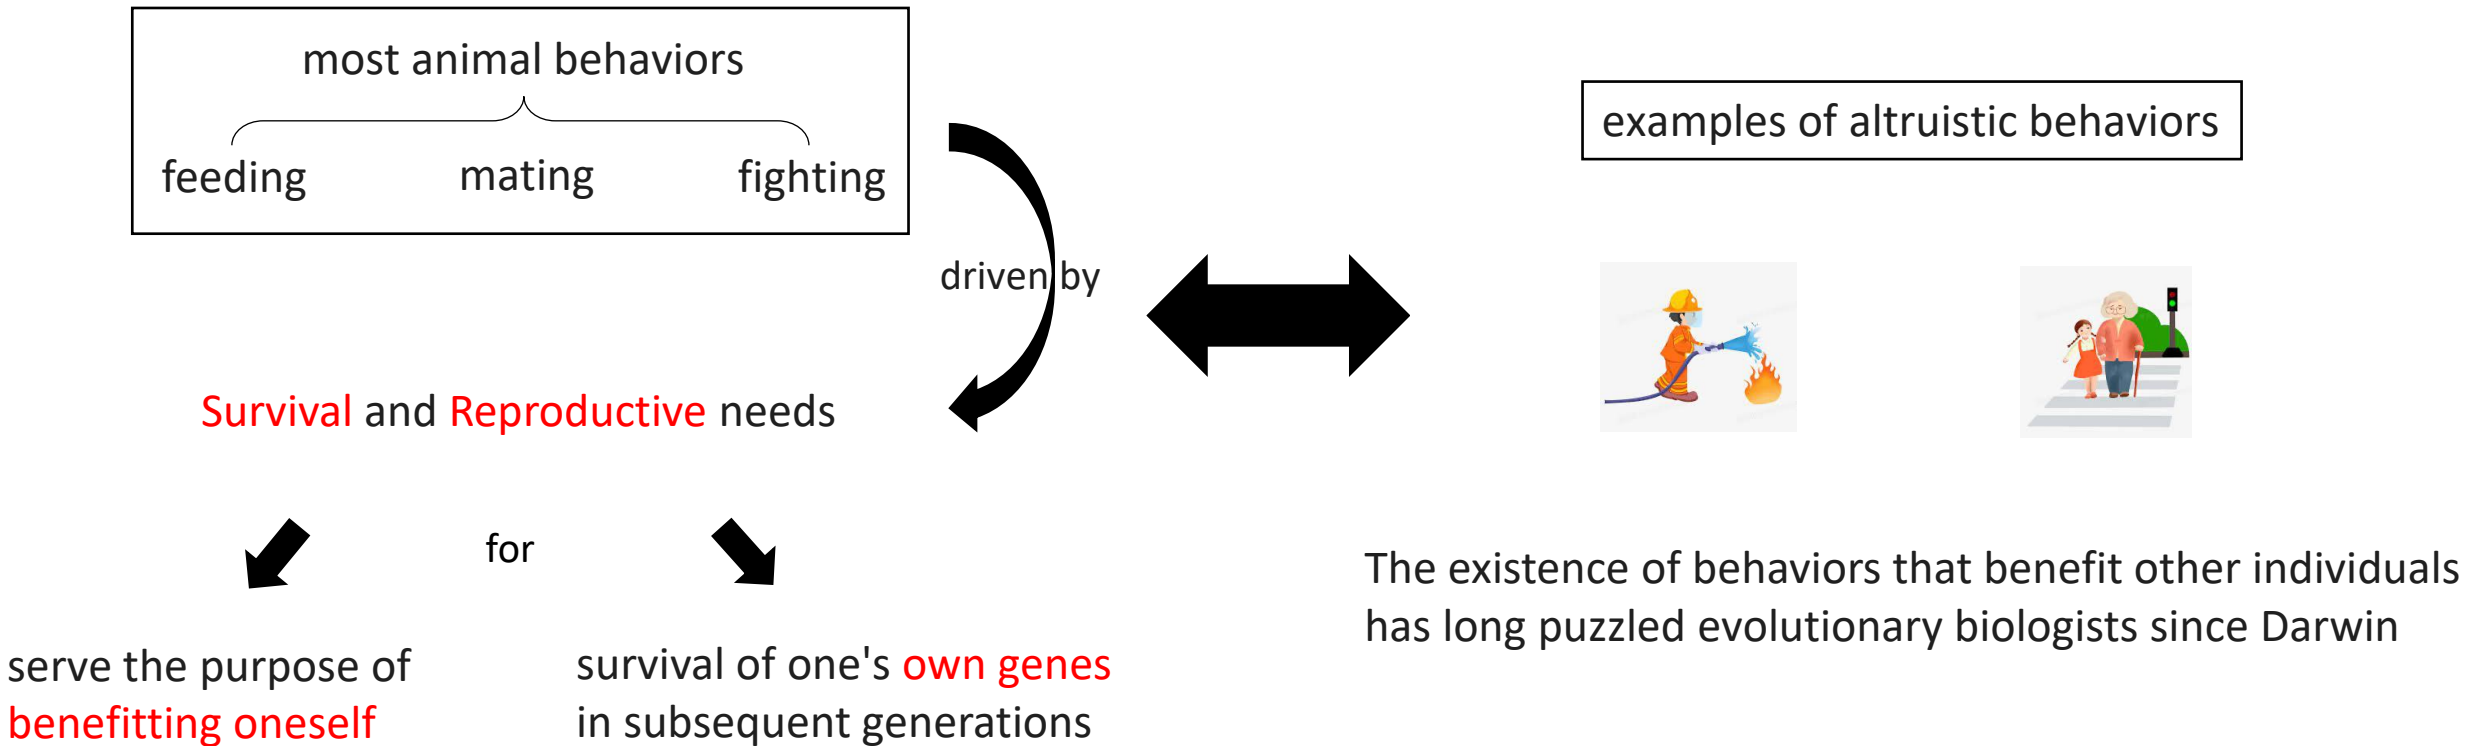 most animal behaviors
feeding mating fighting
driven by
Survival and Reproductive needs
for
serve the purpose of
benefitting oneself
survival of one's own genes
in subsequent generations
examples of altruistic behaviors
The existence of behaviors that benefit other individuals
has long puzzled evolutionary biologists since Darwin